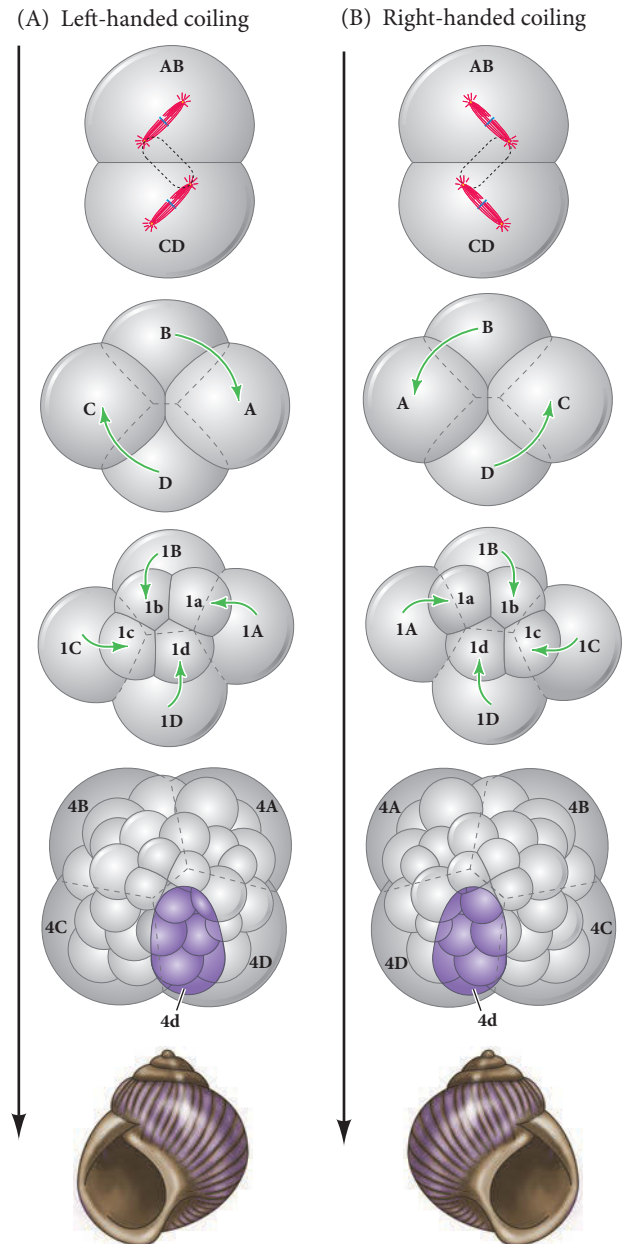 (A) Left-handed coiling
AB
CD
B
C
A
D
1B
1b
1a
1c
1A
1C
1d
1D
4B
4A
4C
4D
4d
(B) Right-handed coiling
AB
CD
B
A
C
D
1B
1a
1b
1A
1c
1d
1C
1D
4A
4B
4C
4D
4d